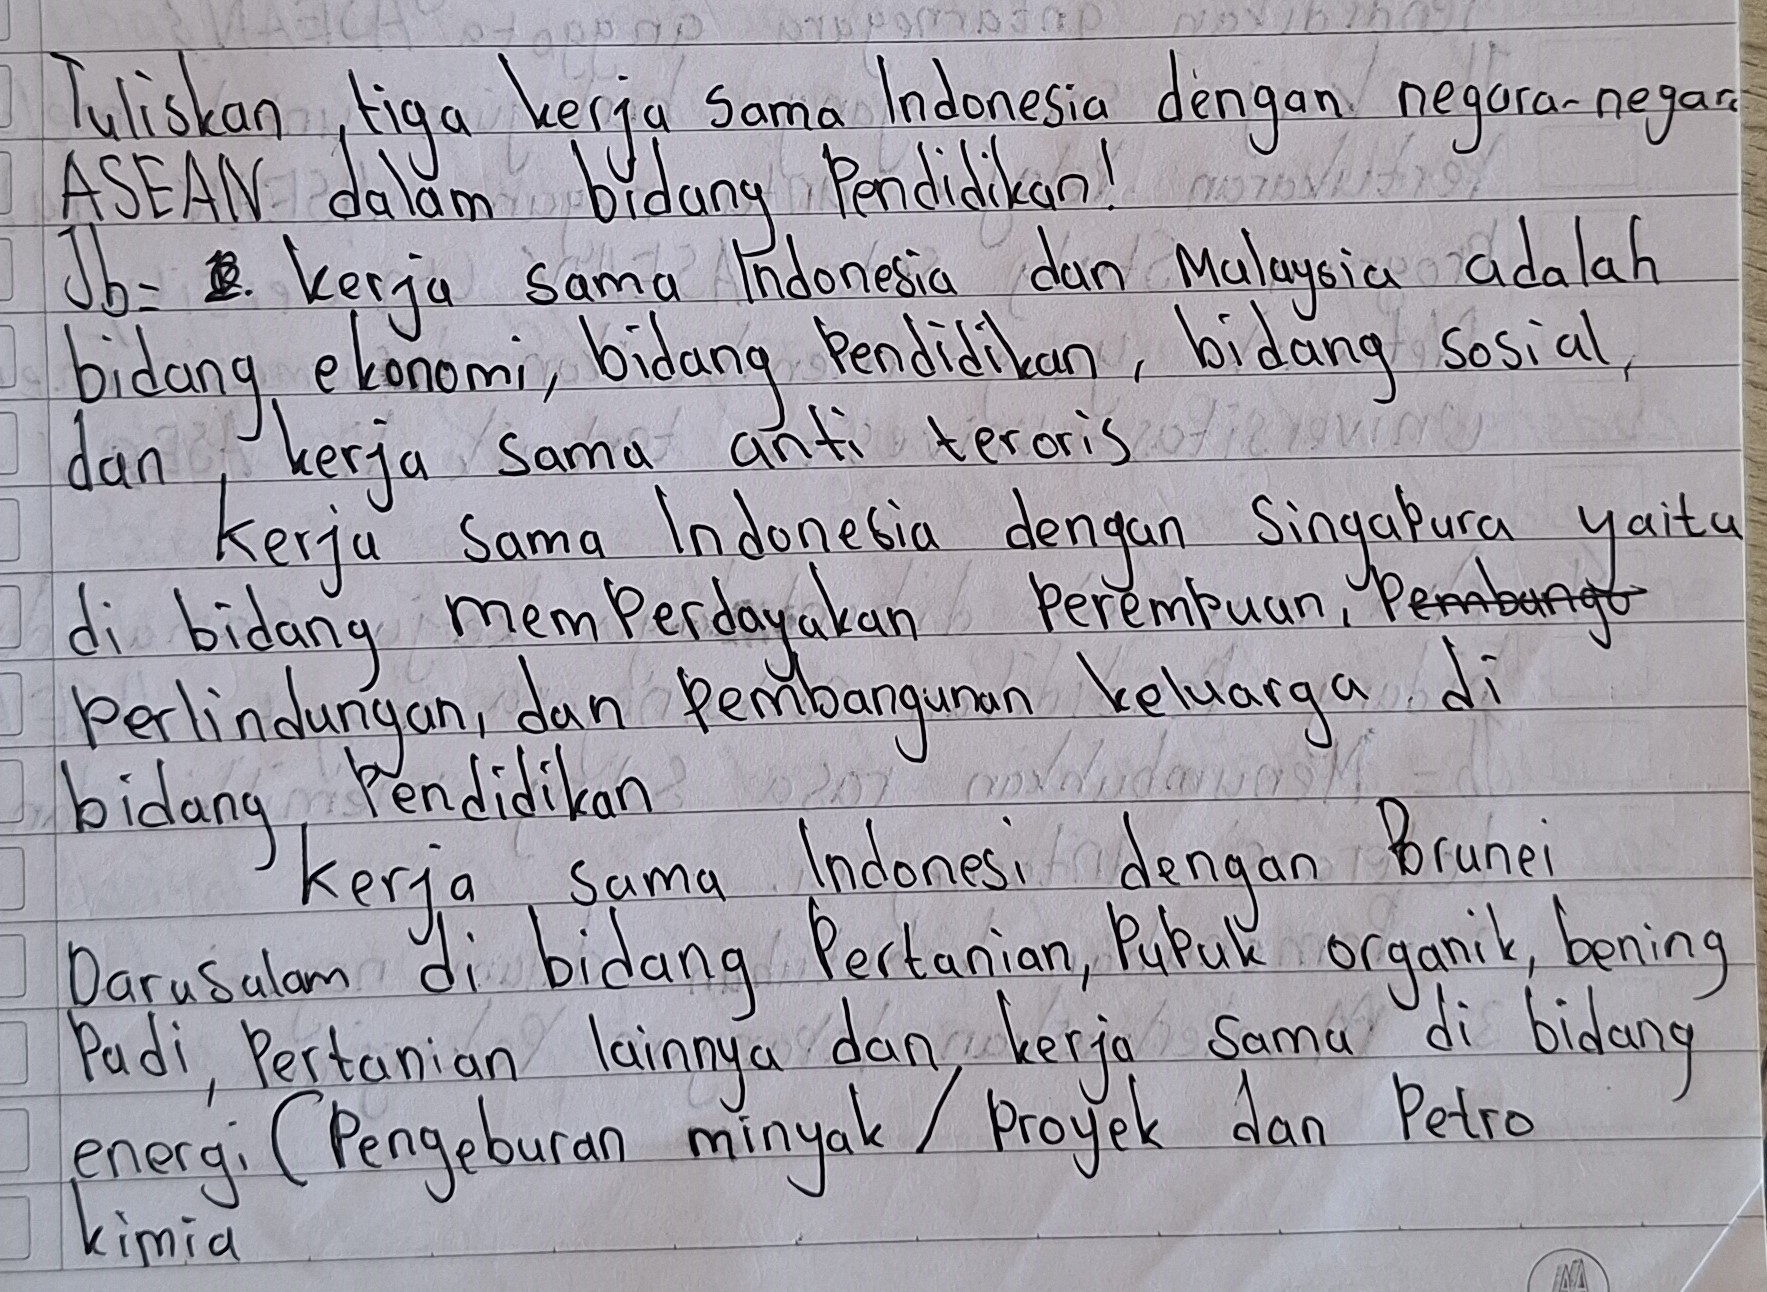 Tuliskan, tiga kerja sama Indonesia dengan negara-negara
ASEAN dalam bidang Pendidikan!
Jb= kerja sama Indonesia dan Malaysia adalah
bidang ekonomi, bidang Pendidikan, bidang sosial,
dan, kerja sama anti teroris
kerja sama Indonesia dengan Singapura yaitu
di bidang memperdayakan Perempuan, Pembango
Perlindungan, dan Pembangunan keluarga di
bidang Pendidikan
kerja sama Indonesi dengan Brunei
Darusalam di bidang Pertanian, Pupuk organik, bening
Padi, Pertanian lainnya dan kerja sama di bidang
energi (Pengeburan minyak / Proyek dan Petro
kimia